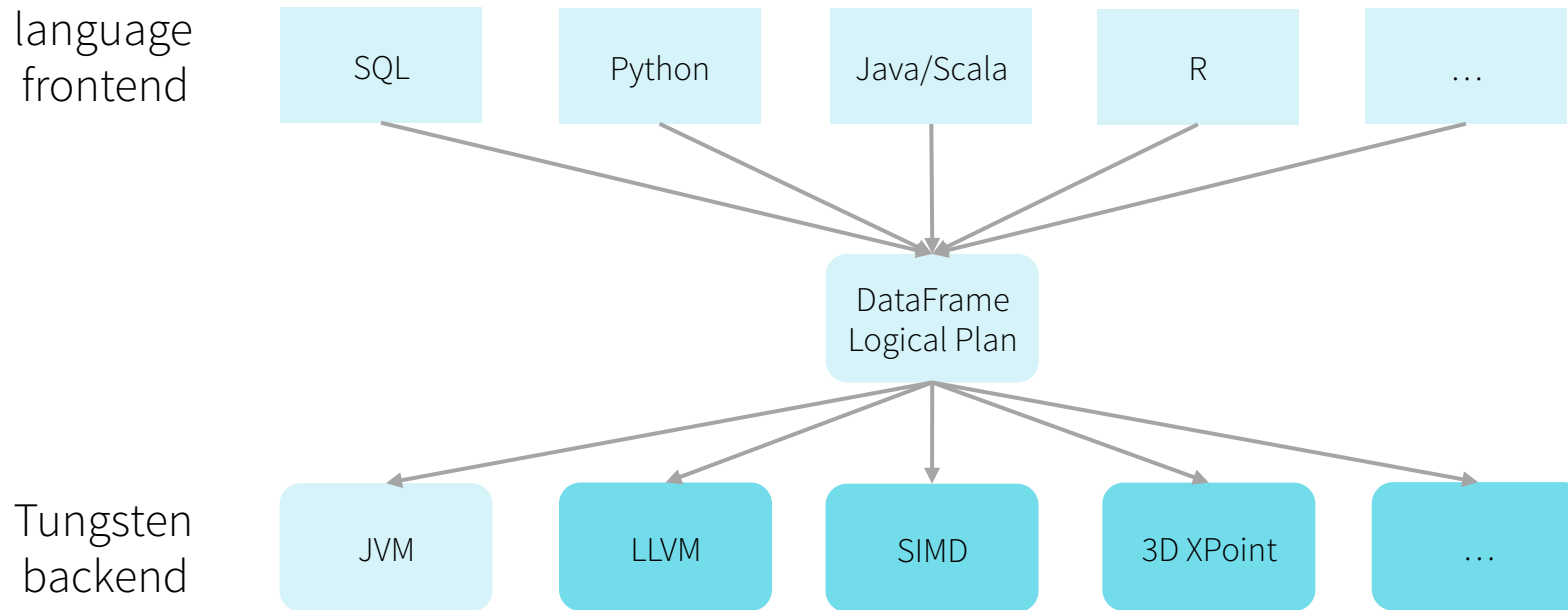 language
frontend
SQL
Python
Java/Scala
R
…
DataFrame
Logical Plan
Tungsten
backend
JVM
LLVM
SIMD
3D XPoint
…